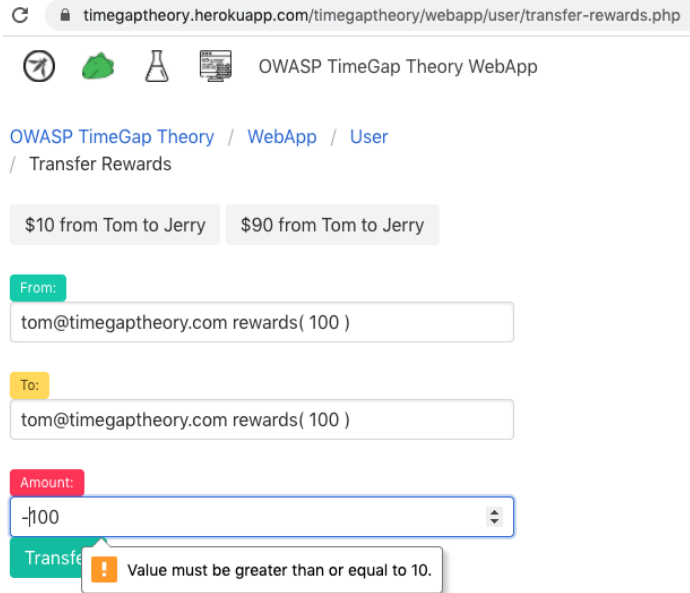 timegaptheory.herokuapp.com/timegaptheory/webapp/user/transfer-rewards.php
OWASP TimeGap Theory WebApp
OWASP TimeGap Theory / WebApp / User
/ Transfer Rewards
$10 from Tom to Jerry $90 from Tom to Jerry
From:
tom@timegaptheory.com rewards( 100 )
To:
tom@timegaptheory.com rewards( 100 )
Amount:
-100
Transfe
! Value must be greater than or equal to 10.